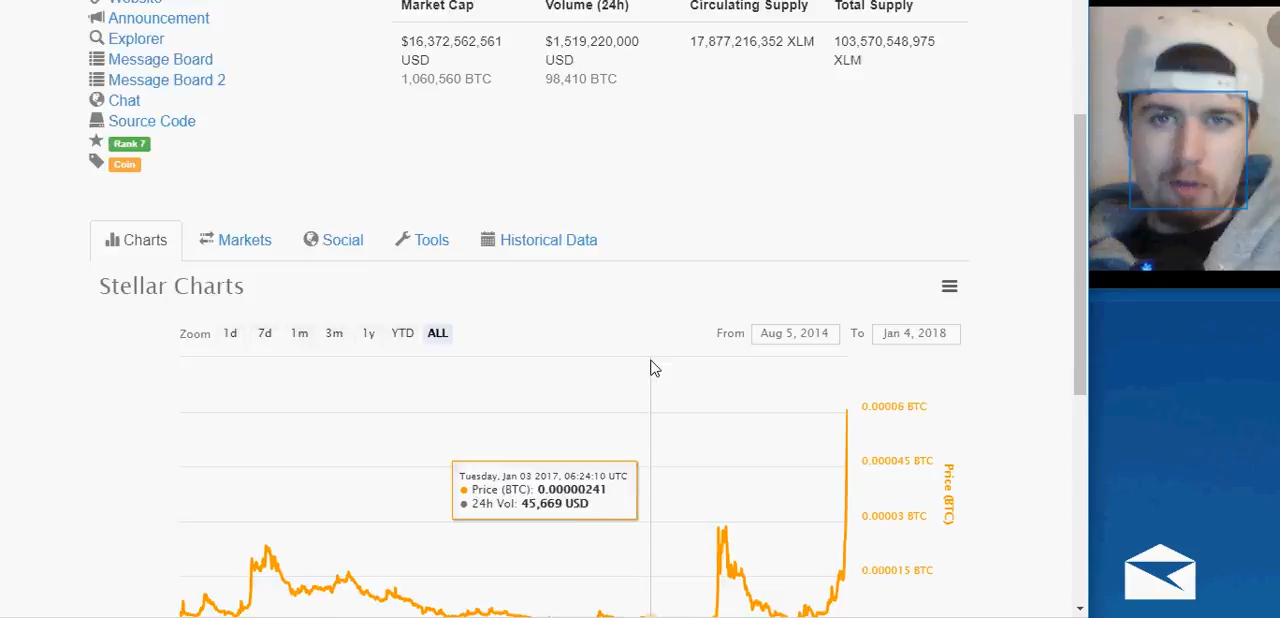 Website
Announcement
Explorer
Message Board
Message Board 2
Chat
Source Code
Rank 7
Coin
Market Cap
Volume (24h)
Circulating Supply
Total Supply
$16,372,562,561
USD
1,060,560 BTC
$1,519,220,000
USD
98,410 BTC
17,877,216,352 XLM
103,570,548,975
XLM
Charts
Markets
Social
Tools
Historical Data
Stellar Charts
Zoom 1d 7d 1m 3m 1y YTD ALL
From Aug 5, 2014 To Jan 4, 2018
0.00006 BTC
0.000045 BTC
0.00003 BTC
0.000015 BTC
Price (BTC)
Tuesday, Jan 03 2017, 06:24:10 UTC
Price (BTC): 0.00000241
24h Vol: 45,669 USD